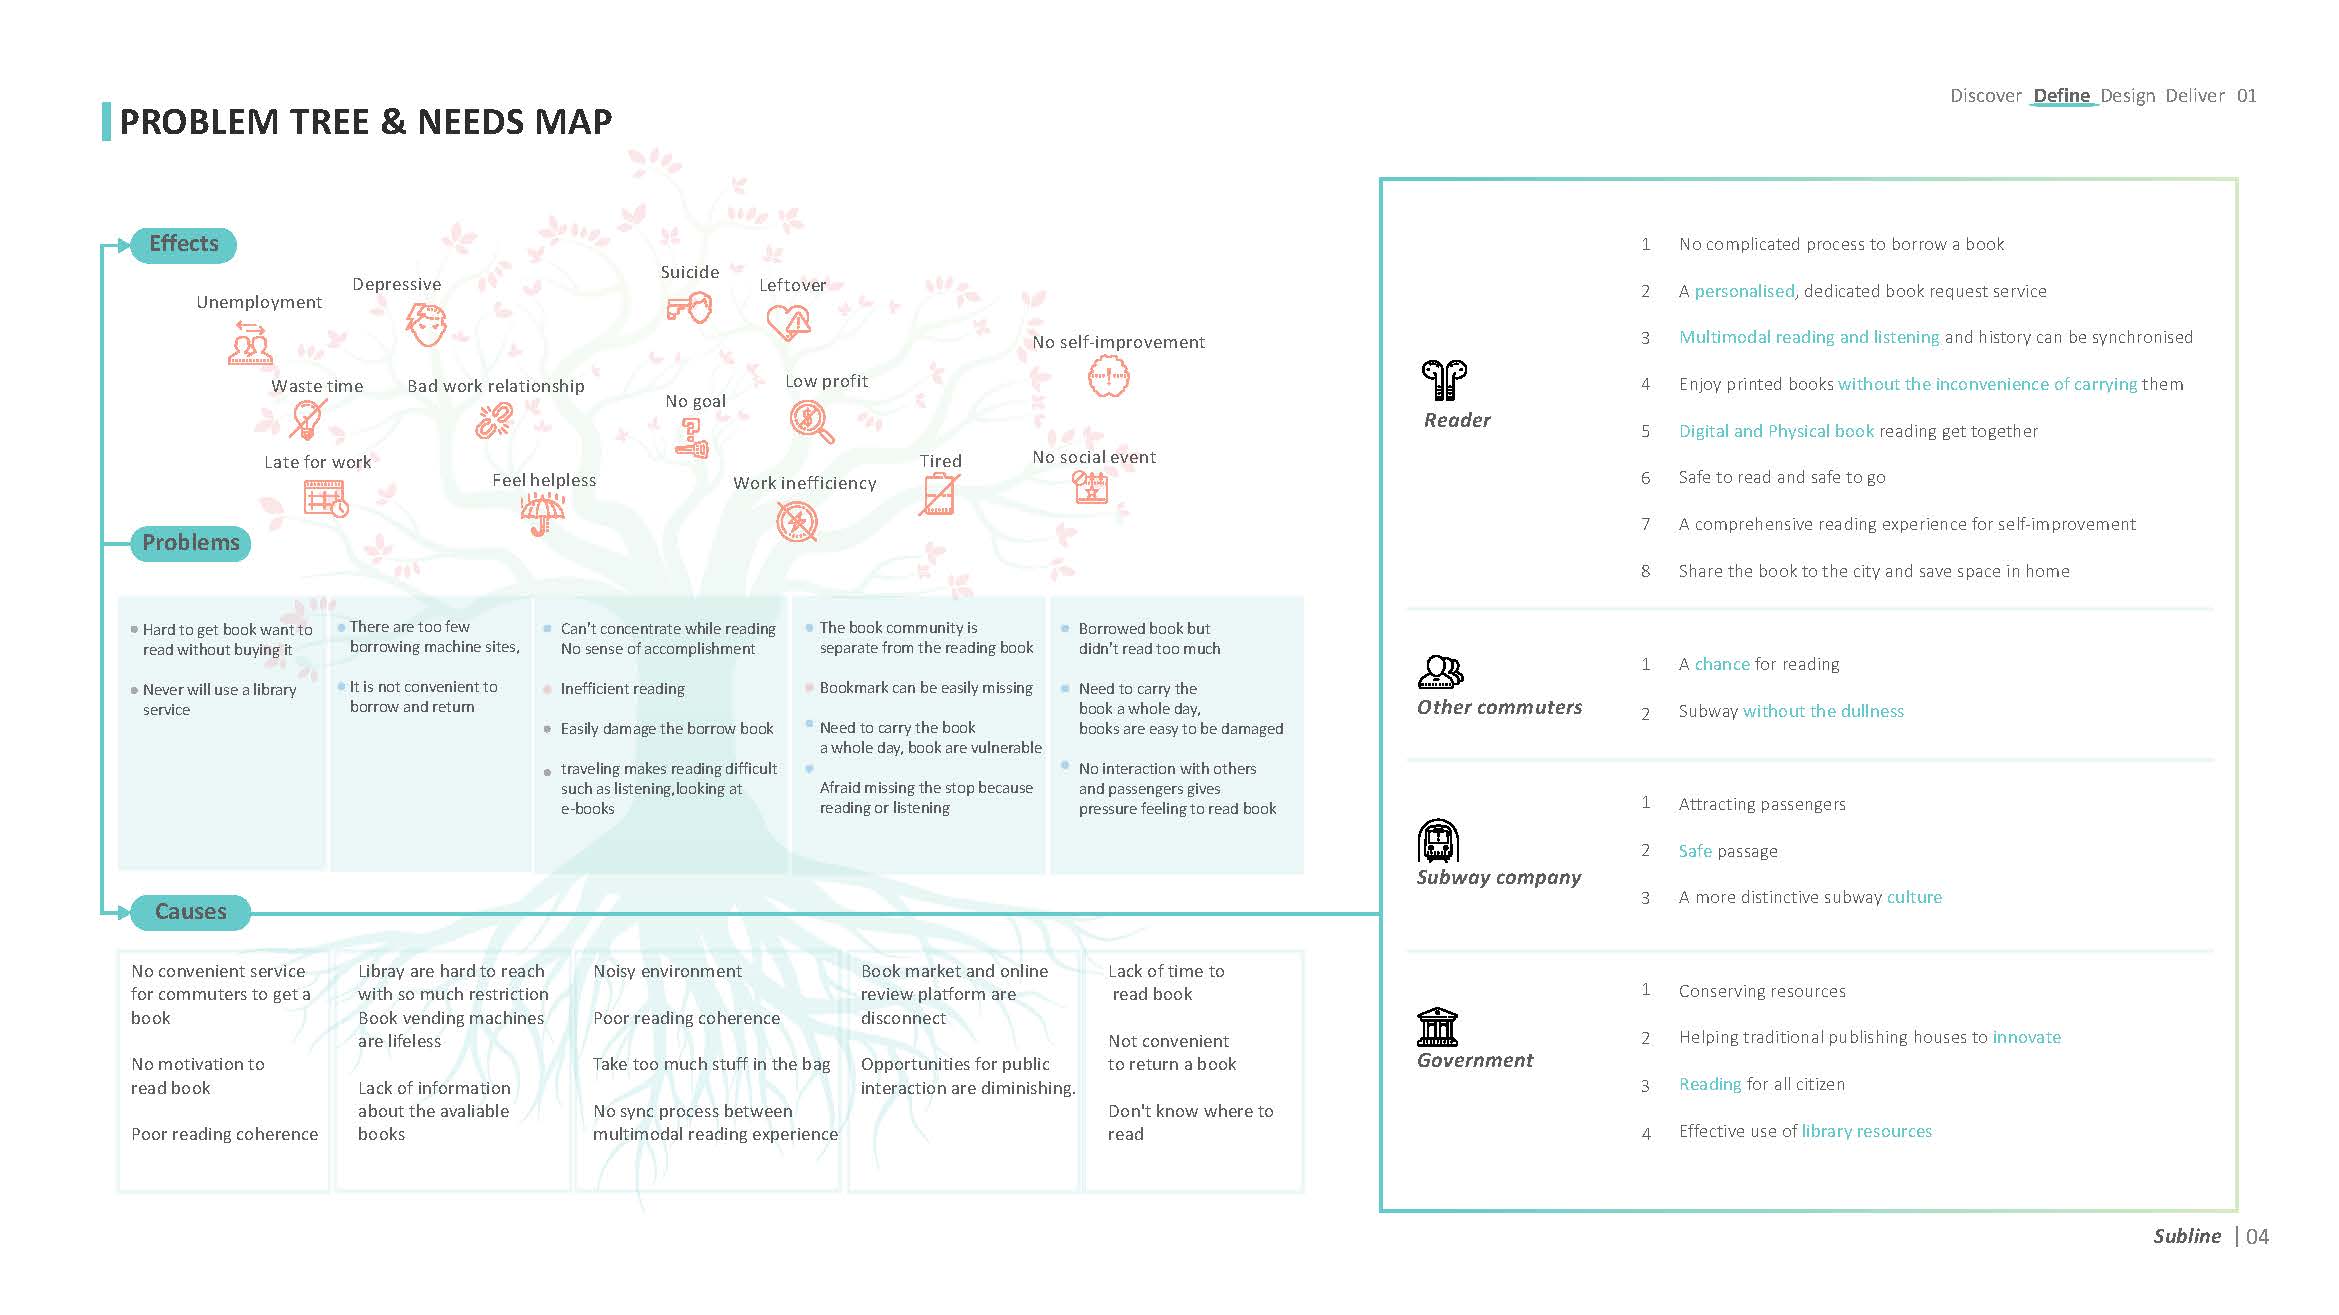 PROBLEM TREE & NEEDS MAP
Discover Define Design Deliver 01
Effects
Unemployment
Depressive
Suicide
Leftover
No self-improvement
Waste time
Bad work relationship
No goal
Low profit
Late for work
Feel helpless
Work inefficiency
Tired
No social event
Problems
Hard to get book want to
read without buying it
Never will use a library
service
There are too few
borrowing machine sites,
It is not convenient to
borrow and return
Can't concentrate while reading
No sense of accomplishment
Inefficient reading
Easily damage the borrow book
traveling makes reading difficult
such as listening,looking at
e-books
The book community is
separate from the reading book
Bookmark can be easily missing
Need to carry the book
a whole day, book are vulnerable
Afraid missing the stop because
reading or listening
Borrowed book but
didn't read too much
Need to carry the
book a whole day,
books are easy to be damaged
No interaction with others
and passengers gives
pressure feeling to read book
Causes
No convenient service
for commuters to get a
book
No motivation to
read book
Poor reading coherence
Libray are hard to reach
with so much restriction
Book vending machines
are lifeless
Lack of information
about the avaliable
books
Noisy environment
Poor reading coherence
Take too much stuff in the bag
No sync process between
multimodal reading experience
Book market and online
review platform are
disconnect
Opportunities for public
interaction are diminishing.
Lack of time to
read book
Not convenient
to return a book
Don't know where to
read
Reader
1 No complicated process to borrow a book
2 A personalised, dedicated book request service
3 Multimodal reading and listening and history can be synchronised
4 Enjoy printed books without the inconvenience of carrying them
5 Digital and Physical book reading get together
6 Safe to read and safe to go
7 A comprehensive reading experience for self-improvement
8 Share the book to the city and save space in home
Other commuters
1 A chance for reading
2 Subway without the dullness
Subway company
1 Attracting passengers
2 Safe passage
3 A more distinctive subway culture
Government
1 Conserving resources
2 Helping traditional publishing houses to innovate
3 Reading for all citizen
4 Effective use of library resources
Subline | 04